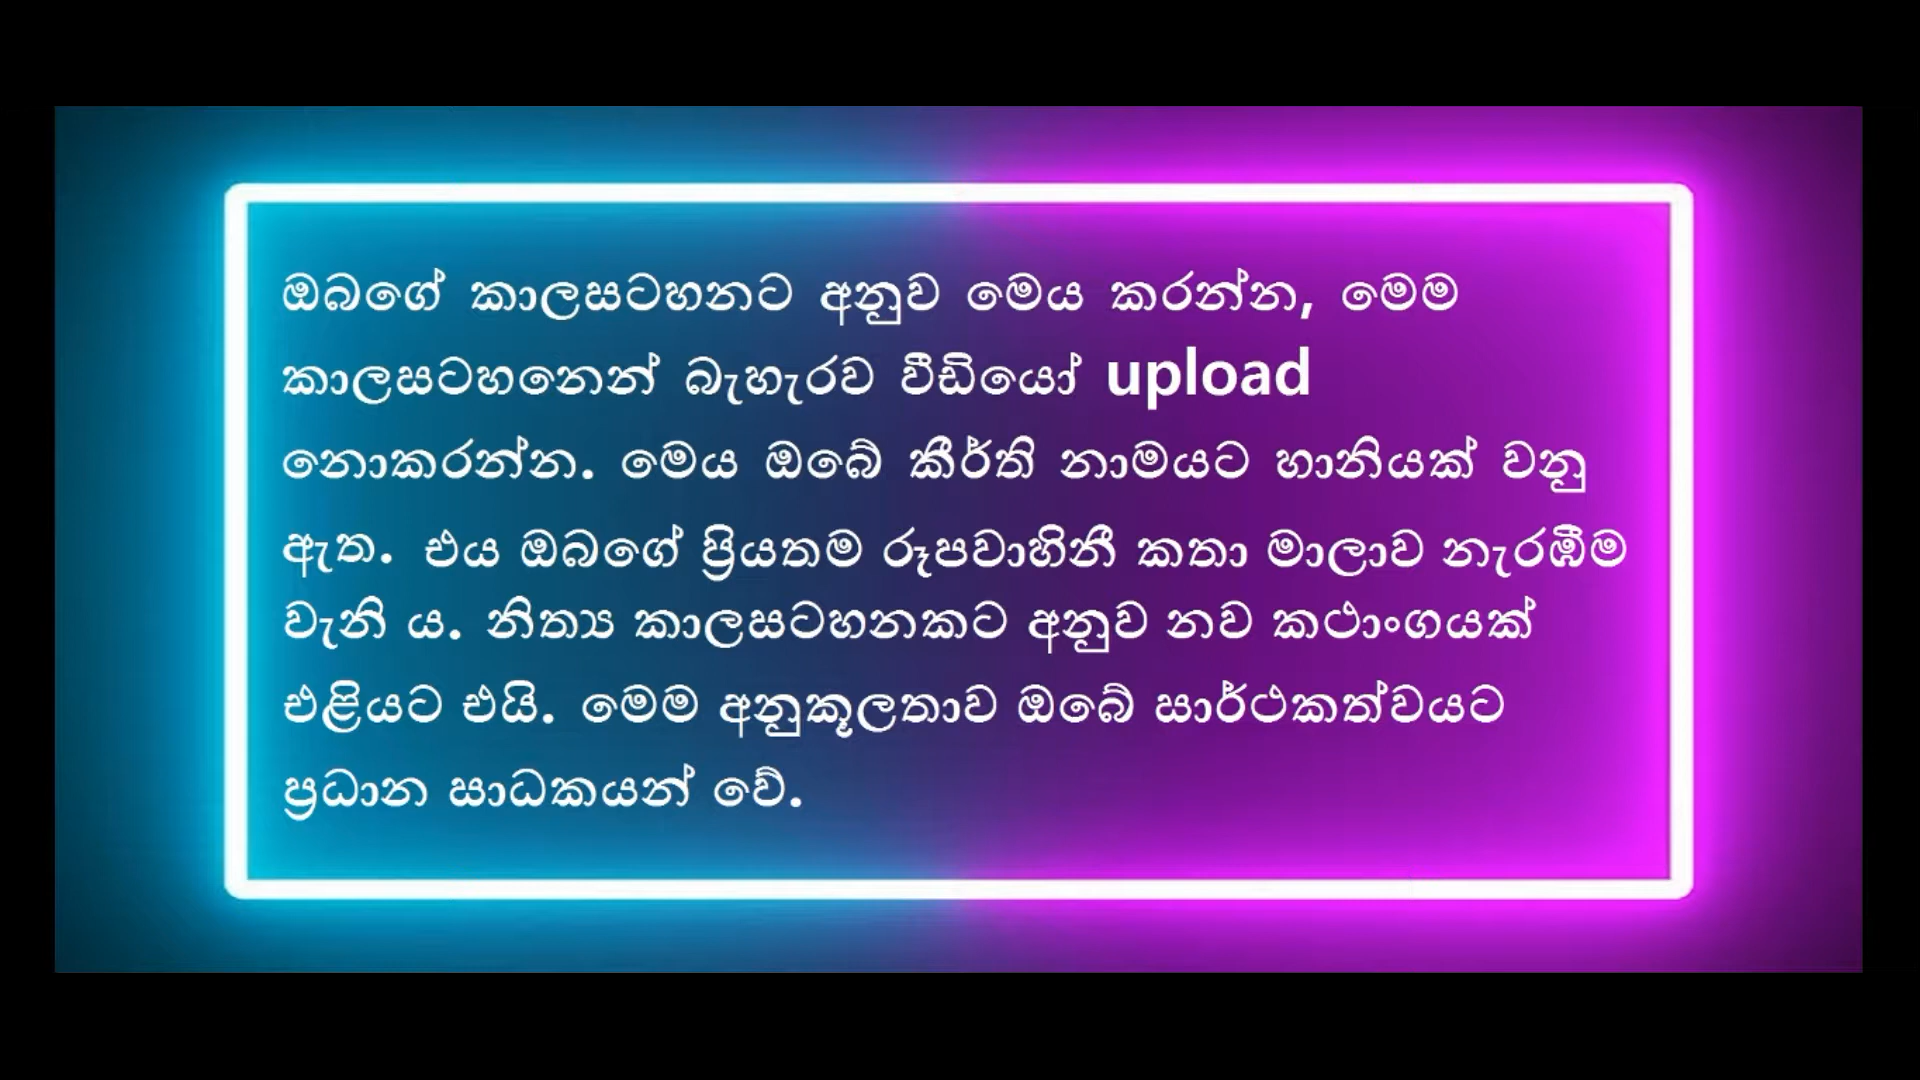 ඔබගේ කාලසටහනට අනුව මෙය කරන්න, මෙම
කාලසටහනෙන් බැහැරව වීඩියෝ upload
නොකරන්න. මෙය ඔබේ කීර්ති නාමයට හානියක් වනු
ඇත. එය ඔබගේ ප්‍රියතම රූපවාහිනී කතා මාලාව නැරඹීම
වැනි ය. නිත්‍ය කාලසටහනකට අනුව නව කථාංගයක්
එළියට එයි. මෙම අනුකූලතාව ඔබේ සාර්ථකත්වයට
ප්‍රධාන සාධකයන් වේ.